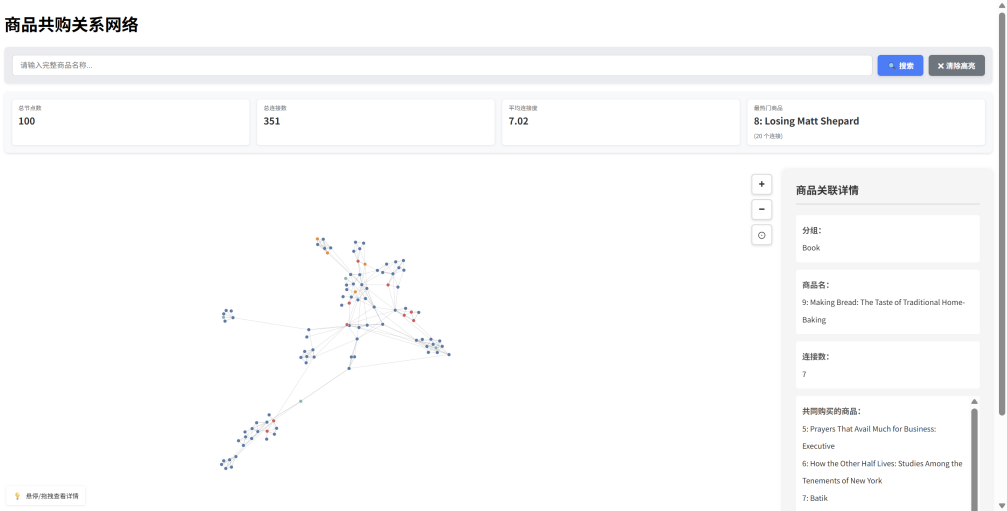 商品共购关系网络
请输入完整商品名称...
🔍 搜索
✕ 清除高亮
总节点数
100
总连接数
351
平均连接度
7.02
最热门商品
8: Losing Matt Shepard
(20 个连接)
+
−
⊙
💡 悬停/拖拽查看详情
商品关联详情
分组:
Book
商品名:
9: Making Bread: The Taste of Traditional Home-
Baking
连接数:
7
共同购买的商品:
5: Prayers That Avail Much for Business:
Executive
6: How the Other Half Lives: Studies Among the
Tenements of New York
7: Batik